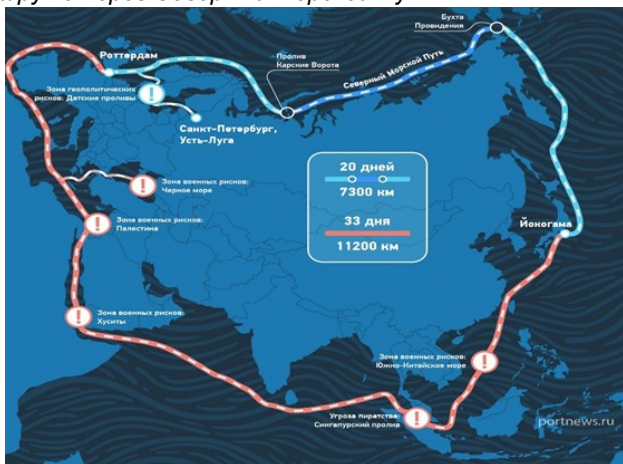 Бухта
Провидения
Роттердам
Пролив
Карские Ворота
Северный Морской Путь
Зона геополитических
рисков: Датские проливы
Санкт-Петербург,
Усть-Луга
20 дней
7300 км
33 дня
11200 км
Зона военных рисков:
Черное море
Зона военных рисков:
Палестина
Йокогама
Зона военных рисков:
Хуситы
Зона военных рисков:
Южно-Китайское море
Угроза пиратства:
Сингапурский пролив
portnews.ru